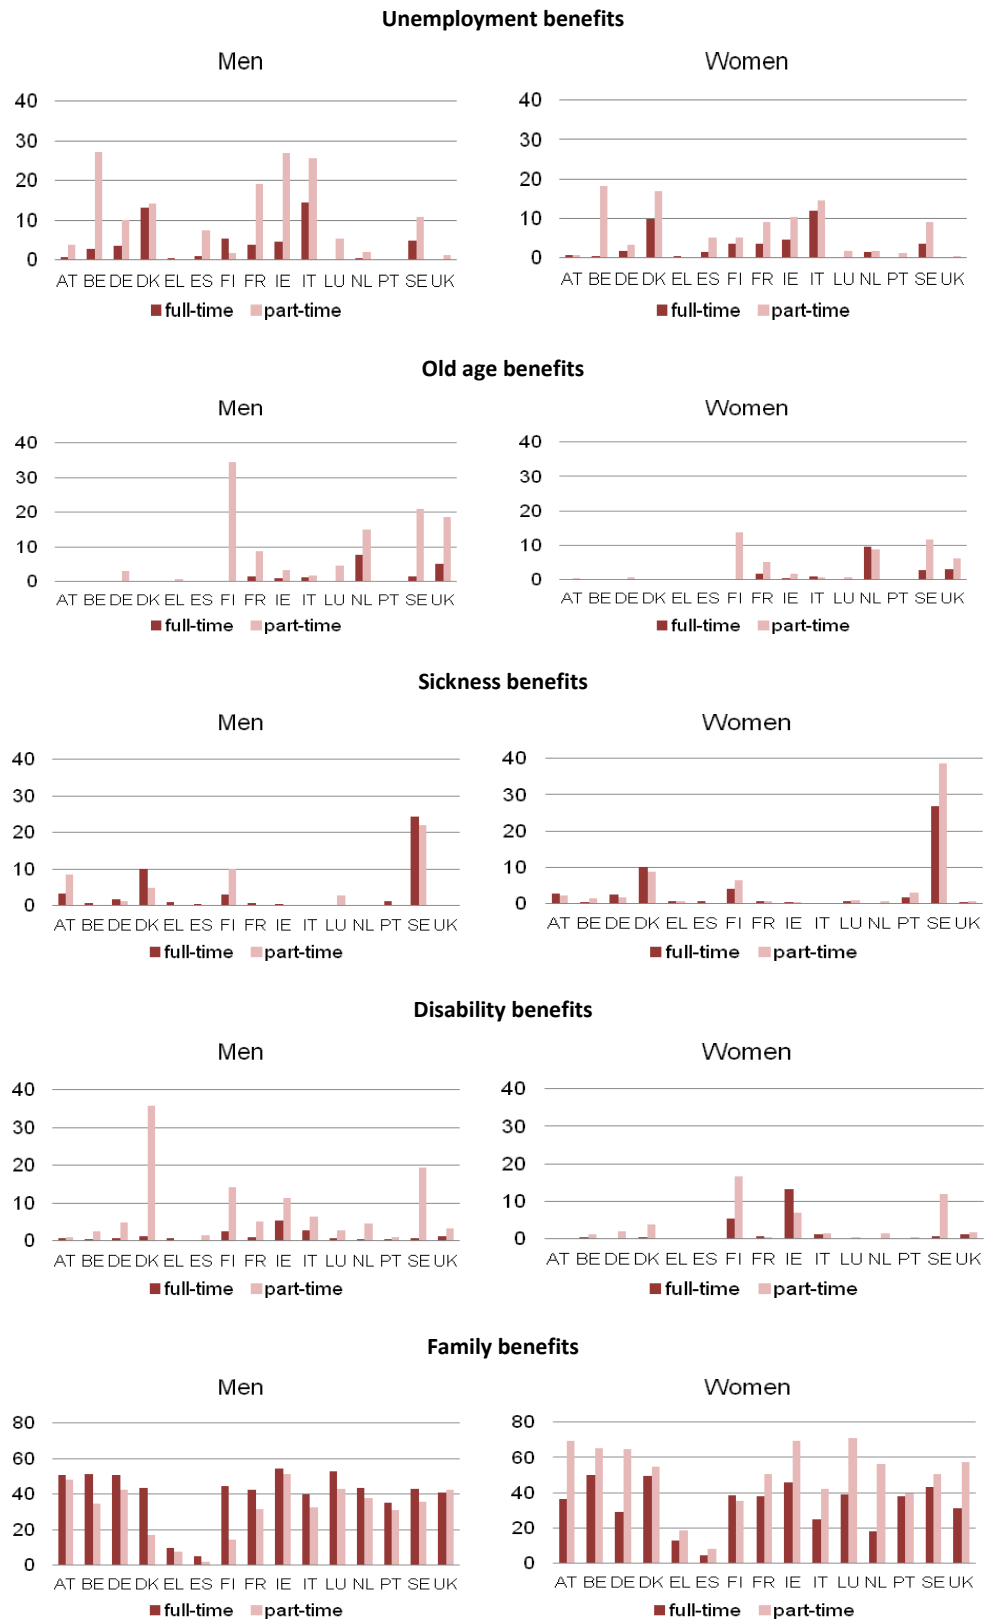 Unemployment benefits
Men
Women
40
30
20
10
0
AT BE DE DK EL ES FI FR IE IT LU NL PT SE UK
full-time part-time
40
30
20
10
0
AT BE DE DK EL ES FI FR IE IT LU NL PT SE UK
full-time part-time
Old age benefits
Men
Women
40
30
20
10
0
AT BE DE DK EL ES FI FR IE IT LU NL PT SE UK
full-time part-time
40
30
20
10
0
AT BE DE DK EL ES FI FR IE IT LU NL PT SE UK
full-time part-time
Sickness benefits
Men
Women
40
30
20
10
0
AT BE DE DK EL ES FI FR IE IT LU NL PT SE UK
full-time part-time
40
30
20
10
0
AT BE DE DK EL ES FI FR IE IT LU NL PT SE UK
full-time part-time
Disability benefits
Men
Women
40
30
20
10
0
AT BE DE DK EL ES FI FR IE IT LU NL PT SE UK
full-time part-time
40
30
20
10
0
AT BE DE DK EL ES FI FR IE IT LU NL PT SE UK
full-time part-time
Family benefits
Men
Women
80
60
40
20
0
AT BE DE DK EL ES FI FR IE IT LU NL PT SE UK
full-time part-time
80
60
40
20
0
AT BE DE DK EL ES FI FR IE IT LU NL PT SE UK
full-time part-time